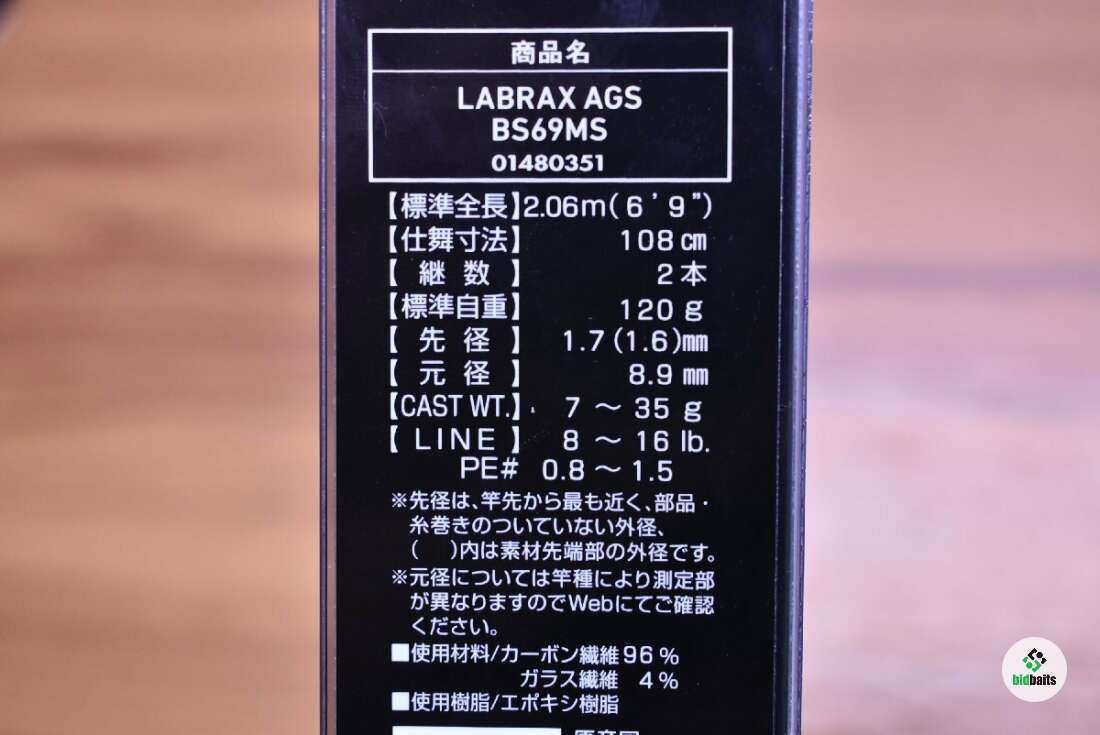 商品名
LABRAX AGS
BS69MS
01480351
【標準全長】2.06m(6'9")
【仕舞寸法】 108㎝
【継数】 2本
【標準自重】 120g
【先径】 1.7(1.6)㎜
【元径】 8.9㎜
【CAST WT.】 7～35g
【LINE】 8～16 lb.
PE# 0.8～1.5
※先径は、竿先から最も近く、部品・
糸巻きのついていない外径、
( )内は素材先端部の外径です。
※元径については竿種により測定部
が異なりますのでWebにてご確認
ください。
■使用材料/カーボン繊維96%
ガラス繊維 4%
■使用樹脂/エポキシ樹脂
bidbaits